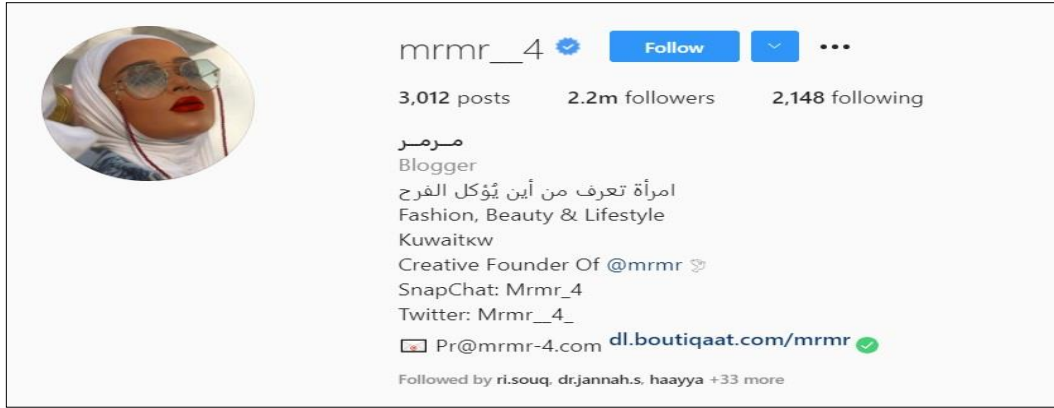 mrmr__4 Follow
3,012 posts 2.2m followers 2,148 following
مـرمـر
Blogger
امرأة تعرف من أين يُؤكل الفرح
Fashion, Beauty & Lifestyle
Kuwaitĸw
Creative Founder Of @mrmr
SnapChat: Mrmr_4
Twitter: Mrmr__4_
Pr@mrmr-4.com dl.boutiqaat.com/mrmr
Followed by ri.souq, dr.jannah.s, haayya +33 more